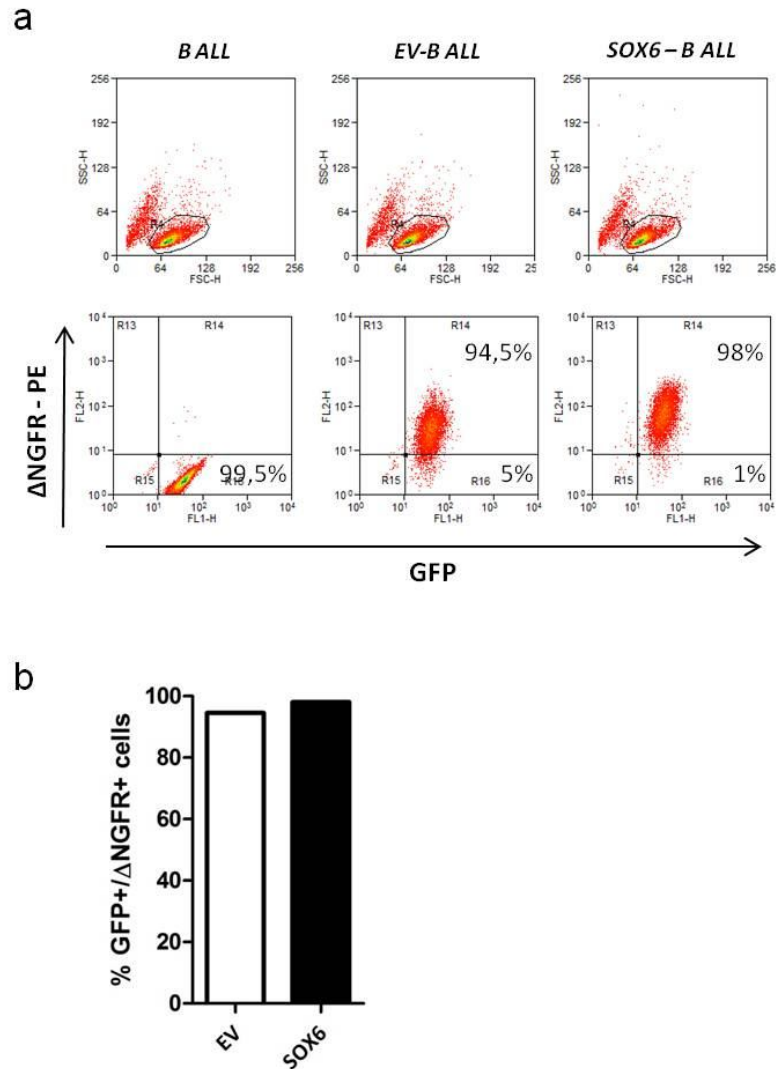 a
B ALL
EV-B ALL
SOX6 – B ALL
256
192
128
64
0
SSC-H
R4
0 64 128 192 256
FSC-H
256
192
128
64
0
SSC-H
R4
0 64 128 192 25
FSC-H
256
192
128
64
0
SSC-H
R4
0 64 128 192 256
FSC-H
ΔNGFR - PE
10⁴
10³
10²
10¹
10⁰
FL2-H
R13 R14
R15
99,5%
10⁰ 10¹ 10² 10³ 10⁴
FL1-H
10⁴
10³
10²
10¹
10⁰
FL2-H
R13 R14
94,5%
5%
R15 R16
10⁰ 10¹ 10² 10³ 10⁴
FL1-H
10⁴
10³
10²
10¹
10⁰
FL2-H
R13 R14
98%
1%
R15 R16
10⁰ 10¹ 10² 10³ 10⁴
FL1-H
GFP
b
% GFP+/ΔNGFR+ cells
100
80
60
40
20
0
EV
SOX6